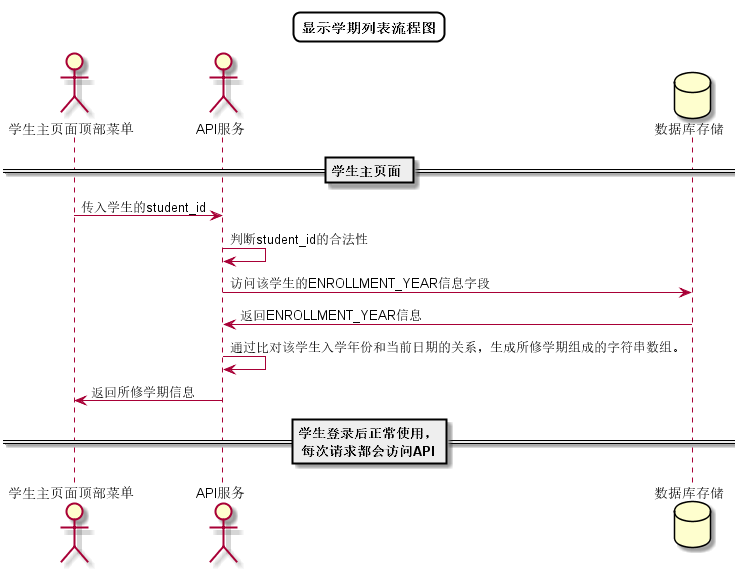 显示学期列表流程图
学生主页面顶部菜单
API服务
数据库存储
学生主页面
传入学生的student_id
判断student_id的合法性
访问该学生的ENROLLMENT_YEAR信息字段
返回ENROLLMENT_YEAR信息
通过比对该学生入学年份和当前日期的关系，生成所修学期组成的字符串数组。
返回所修学期信息
学生登录后正常使用，
每次请求都会访问API
学生主页面顶部菜单
API服务
数据库存储